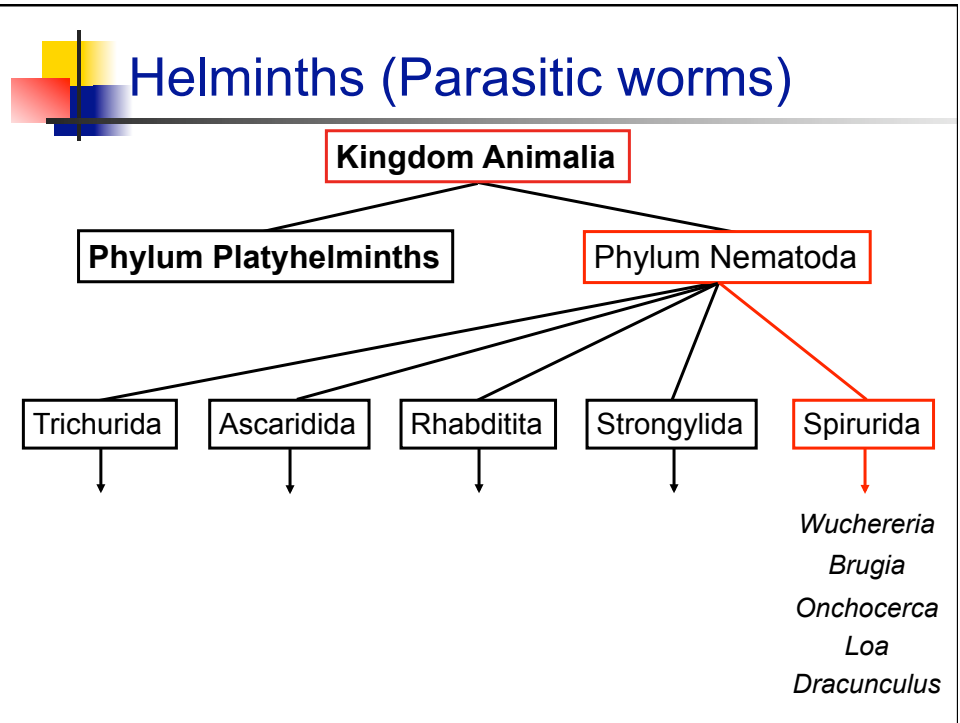 Helminths (Parasitic worms)
Kingdom Animalia
Phylum Platyhelminths
Phylum Nematoda
Trichurida
Ascaridida
Rhabditita
Strongylida
Spirurida
Wuchereria
Brugia
Onchocerca
Loa
Dracunculus